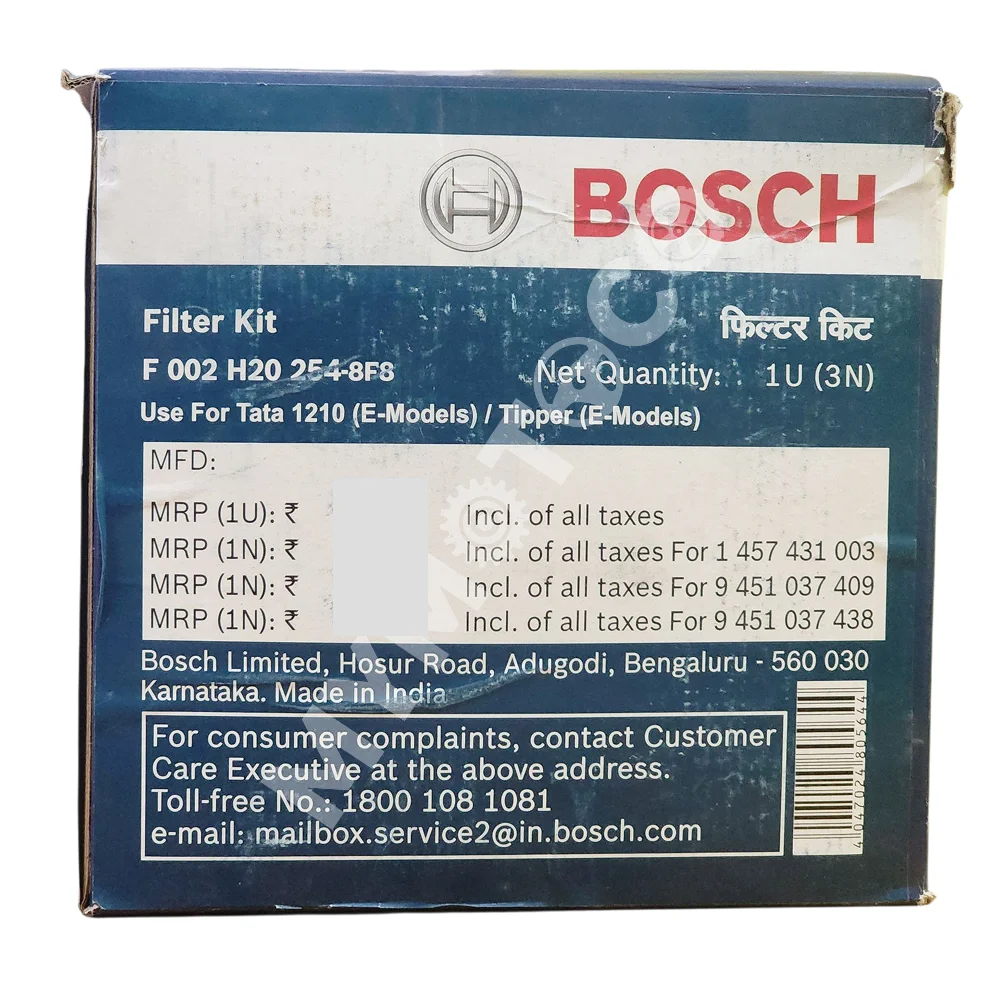 BOSCH
Filter Kit फिल्टर किट
F 002 H20 254-8F8 Net Quantity: 1U (3N)
Use For Tata 1210 (E-Models) / Tipper (E-Models)
MFD:
MRP (1U): ₹ Incl. of all taxes
MRP (1N): ₹ Incl. of all taxes For 1 457 431 003
MRP (1N): ₹ Incl. of all taxes For 9 451 037 409
MRP (1N): ₹ Incl. of all taxes For 9 451 037 438
Bosch Limited, Hosur Road, Adugodi, Bengaluru - 560 030
Karnataka. Made in India
For consumer complaints, contact Customer
Care Executive at the above address.
Toll-free No.: 1800 108 1081
e-mail: mailbox.service2@in.bosch.com
4 047024 805644
MYMOTCO